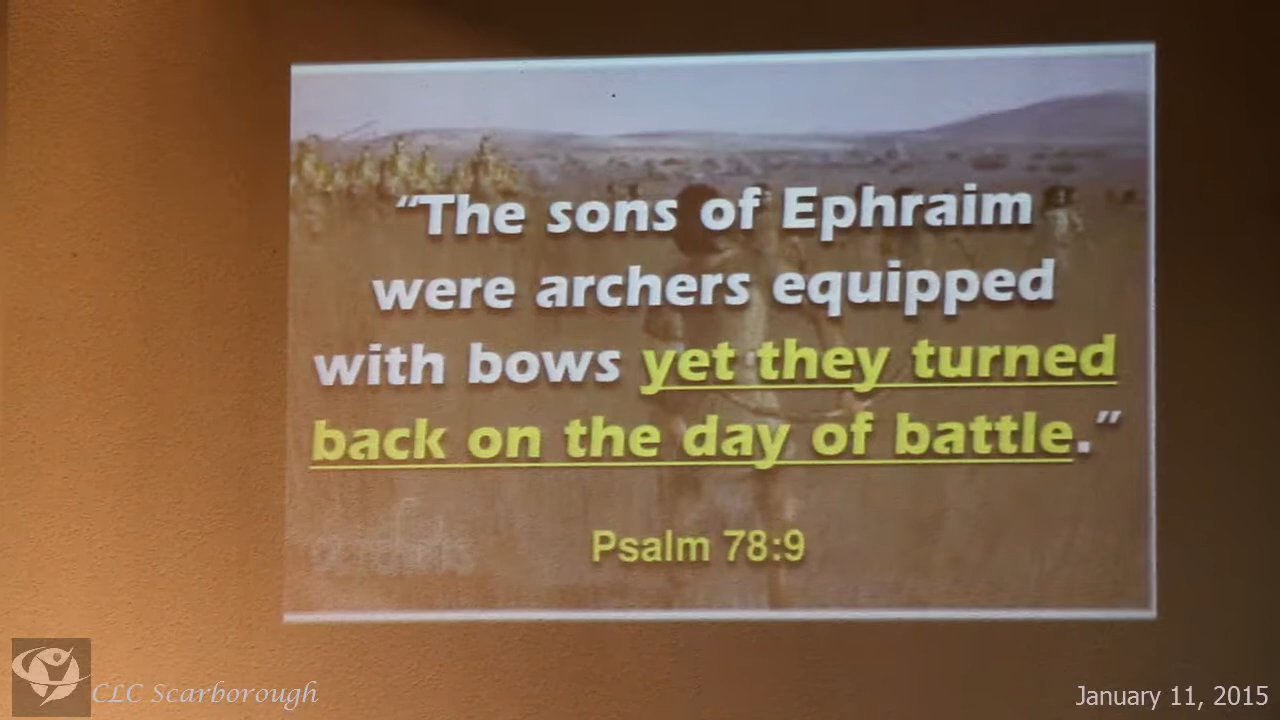 “The sons of Ephraim
were archers equipped
with bows yet they turned
back on the day of battle.”
Psalm 78:9
CLC Scarborough
January 11, 2015